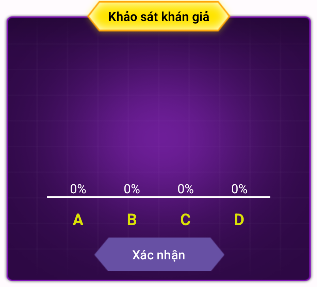 Khảo sát khán giả
0% 0% 0% 0%
A B C D
Xác nhận